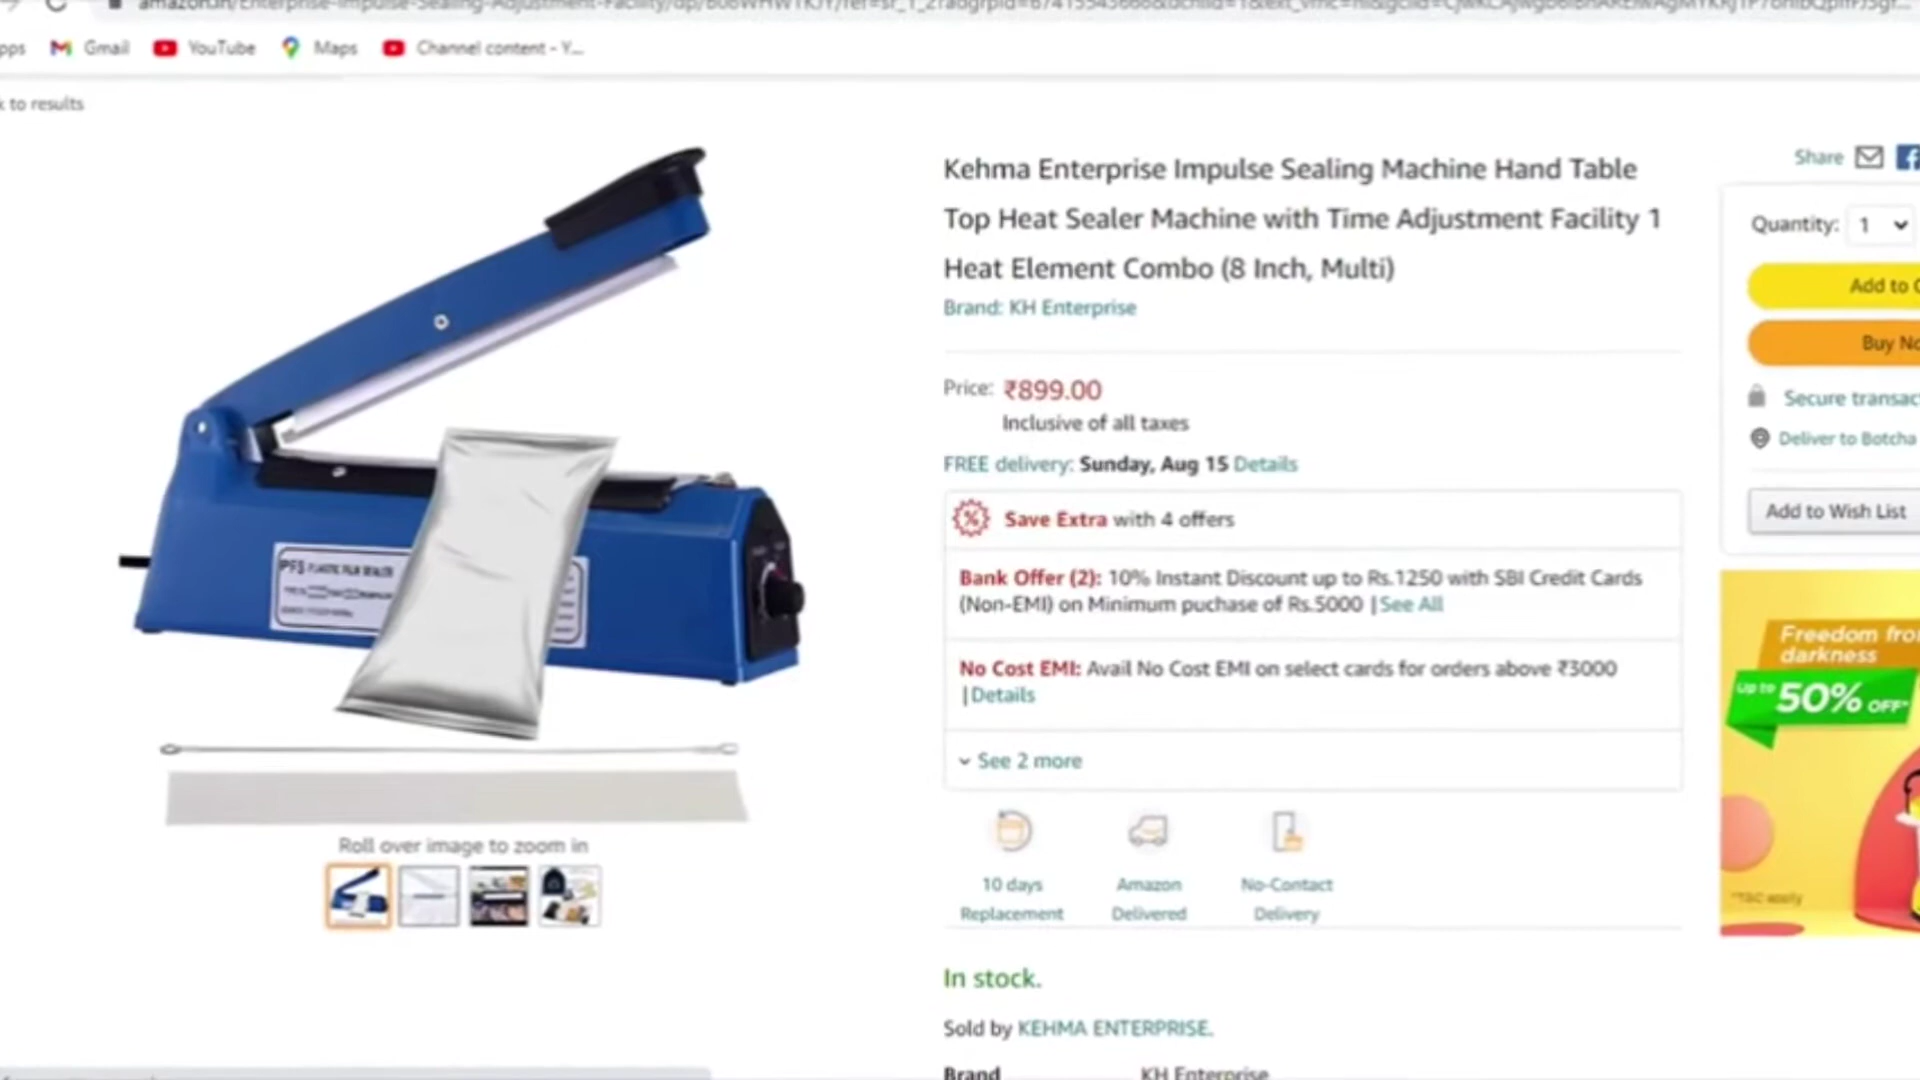 Gmail
YouTube
Maps
Channel content - Y...
to results
Kehma Enterprise Impulse Sealing Machine Hand Table
Top Heat Sealer Machine with Time Adjustment Facility 1
Heat Element Combo (8 Inch, Multi)
Brand: KH Enterprise
Price: ₹899.00
Inclusive of all taxes
FREE delivery: Sunday, Aug 15 Details
Save Extra with 4 offers
Bank Offer (2): 10% Instant Discount up to Rs.1250 with SBI Credit Cards
(Non-EMI) on Minimum puchase of Rs.5000 | See All
No Cost EMI: Avail No Cost EMI on select cards for orders above ₹3000
| Details
See 2 more
10 days
Replacement
Amazon
Delivered
No-Contact
Delivery
In stock.
Sold by KEHMA ENTERPRISE.
Brand KH Enterprise
PFS PLASTIC FILM SEALER
Roll over image to zoom in
Share
Quantity: 1
Add to
Buy
Secure
Deliver to Botcha
Add to Wish List
Freedom
darkness
Up to
50% OFF*